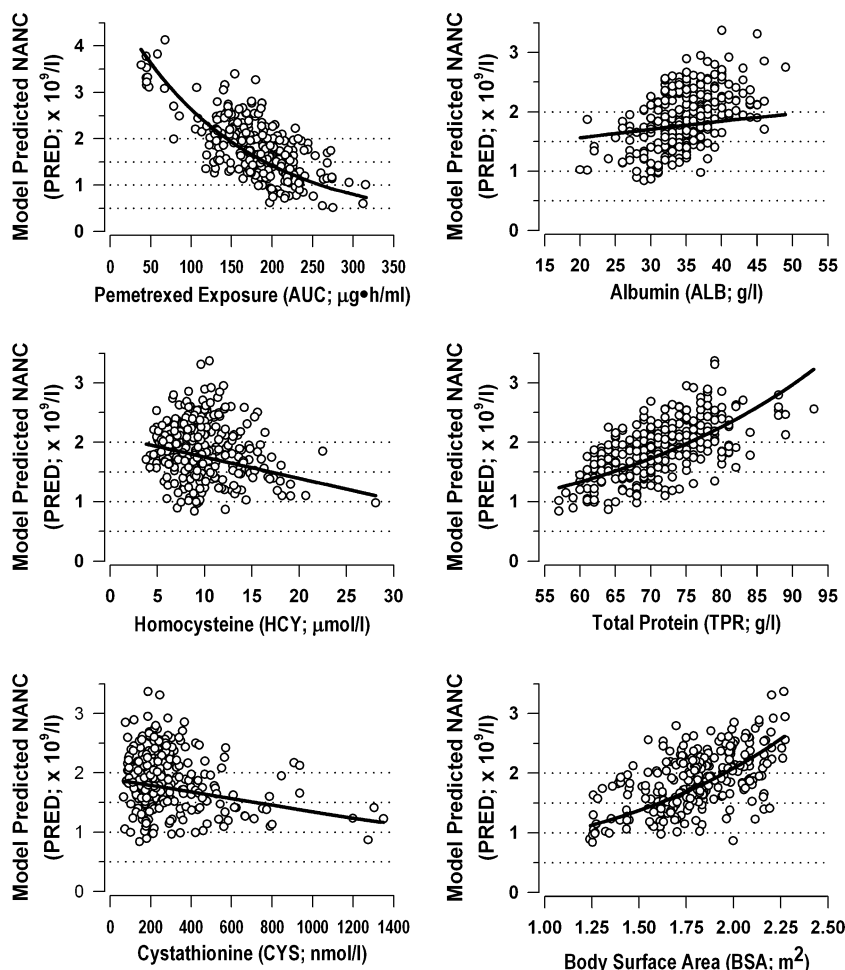 Model Predicted NANC
(PRED; x 10⁹/l)
4
3
2
1
0
0 50 100 150 200 250 300 350
Pemetrexed Exposure (AUC; µg•h/ml)
Model Predicted NANC
(PRED; x 10⁹/l)
3
2
1
0
15 20 25 30 35 40 45 50 55
Albumin (ALB; g/l)
Model Predicted NANC
(PRED; x 10⁹/l)
3
2
1
0
0 5 10 15 20 25 30
Homocysteine (HCY; µmol/l)
Model Predicted NANC
(PRED; x 10⁹/l)
3
2
1
0
55 60 65 70 75 80 85 90 95
Total Protein (TPR; g/l)
Model Predicted NANC
(PRED; x 10⁹/l)
3
2
1
0
0 200 400 600 800 1000 1200 1400
Cystathionine (CYS; nmol/l)
Model Predicted NANC
(PRED; x 10⁹/l)
3
2
1
0
1.00 1.25 1.50 1.75 2.00 2.25 2.50
Body Surface Area (BSA; m²)